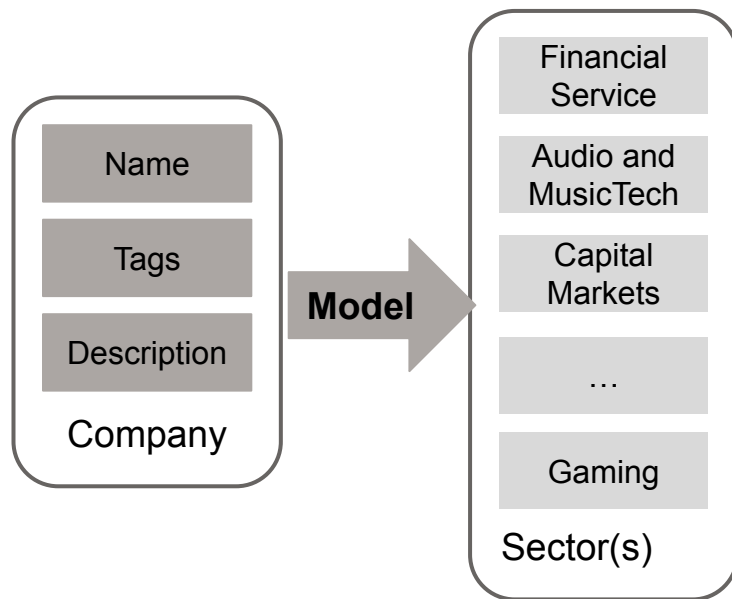 Name
Tags
Description
Company
Model
Financial
Service
Audio and
MusicTech
Capital
Markets
...
Gaming
Sector(s)